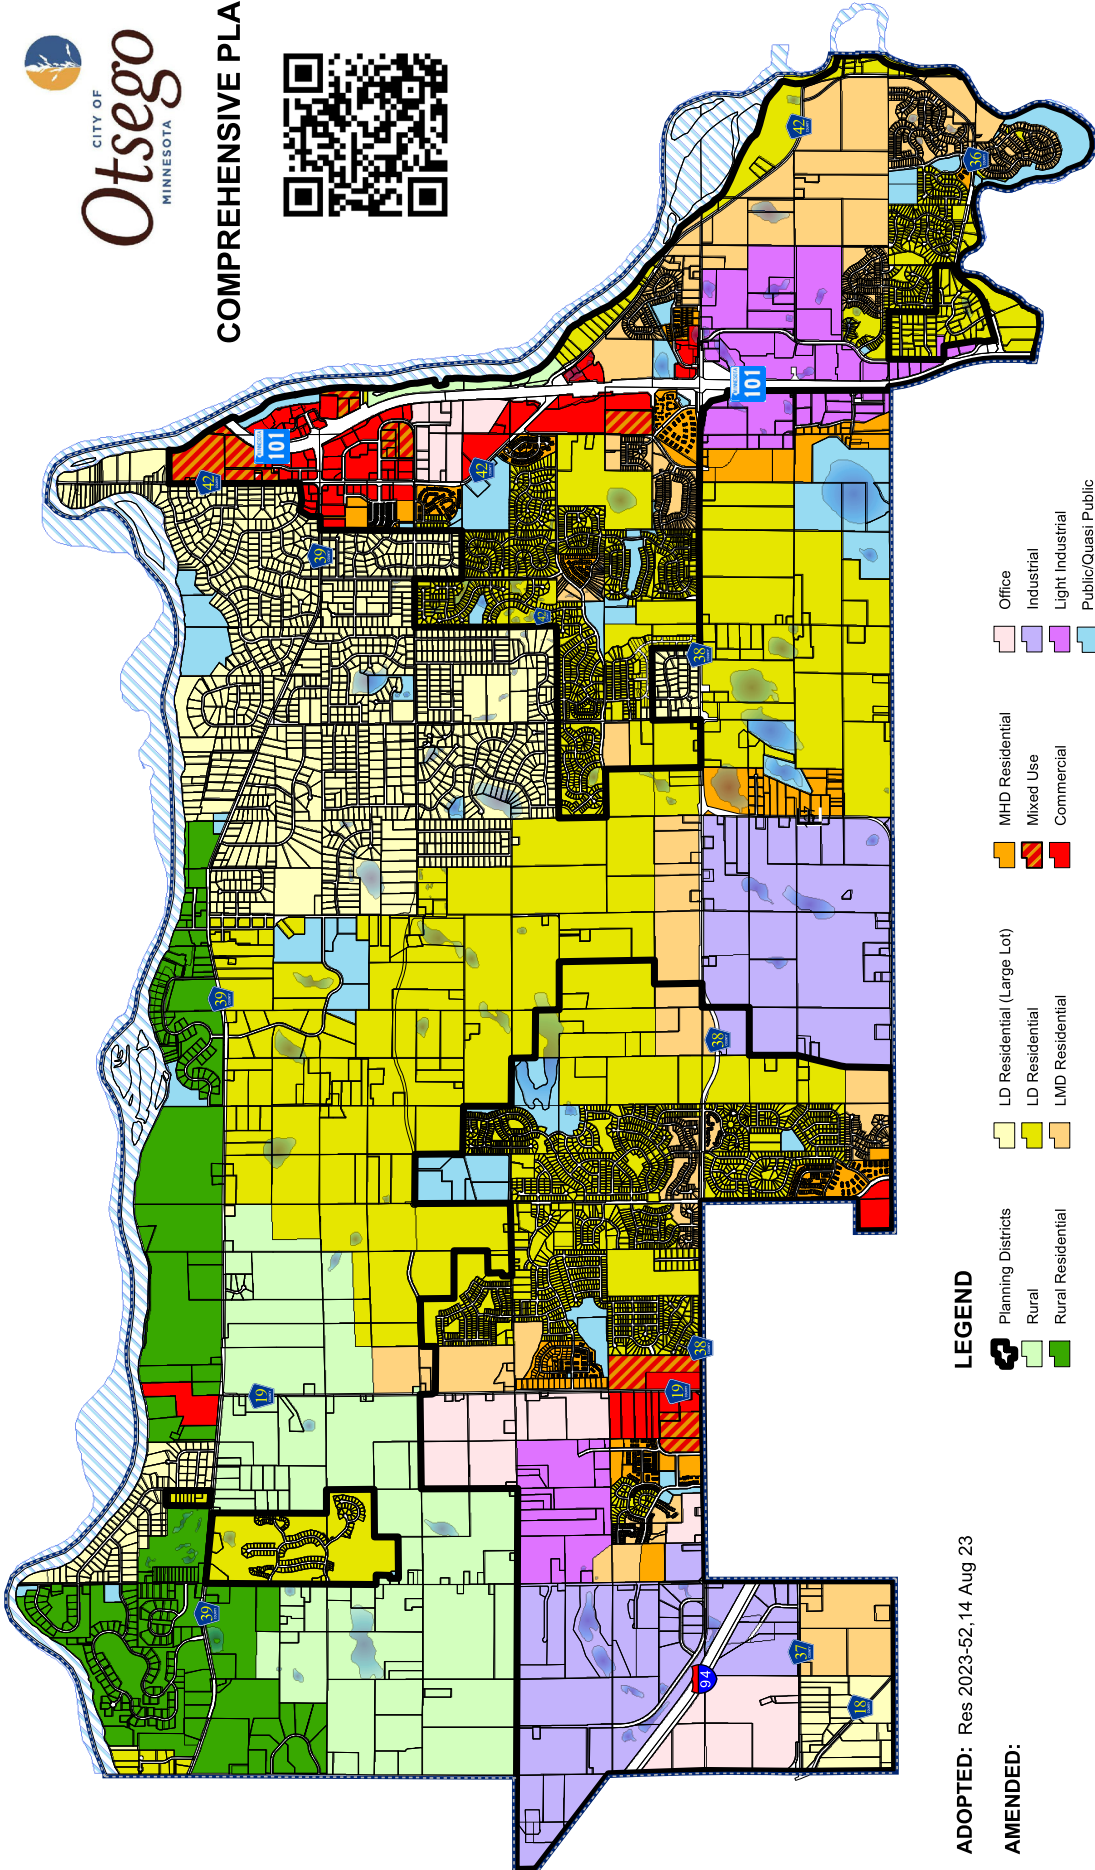 CITY OF
Otsego
MINNESOTA
COMPREHENSIVE PLA
LEGEND
Planning Districts
Rural
Rural Residential
LD Residential (Large Lot)
LD Residential
LMD Residential
MHD Residential
Mixed Use
Commercial
Office
Industrial
Light Industrial
Public/Quasi Public
ADOPTED: Res 2023-52,14 Aug 23
AMENDED:
39
19
39
42
101
39
42
42
101
42
36
38
38
38
19
94
37
18